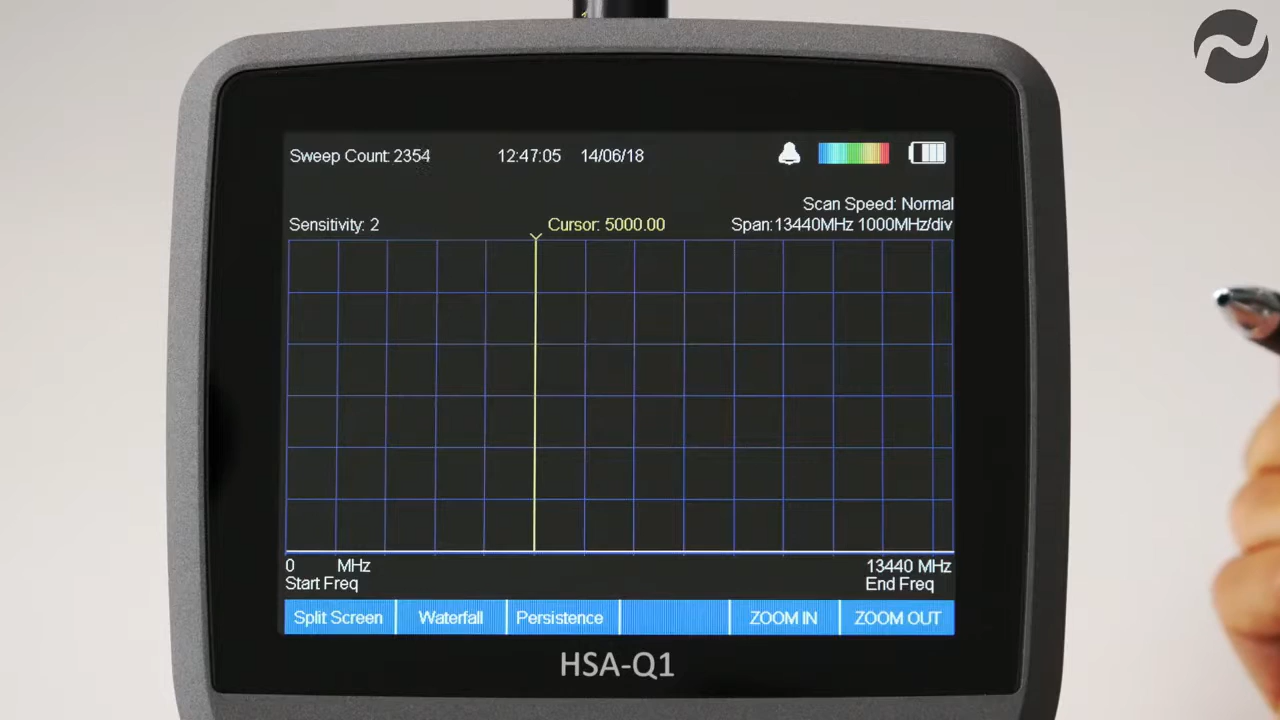 Sweep Count: 2354 12:47:05 14/06/18
Scan Speed: Normal
Sensitivity: 2 Cursor: 5000.00 Span:13440MHz 1000MHz/div
0 MHz 13440 MHz
Start Freq End Freq
Split Screen Waterfall Persistence ZOOM IN ZOOM OUT
HSA-Q1